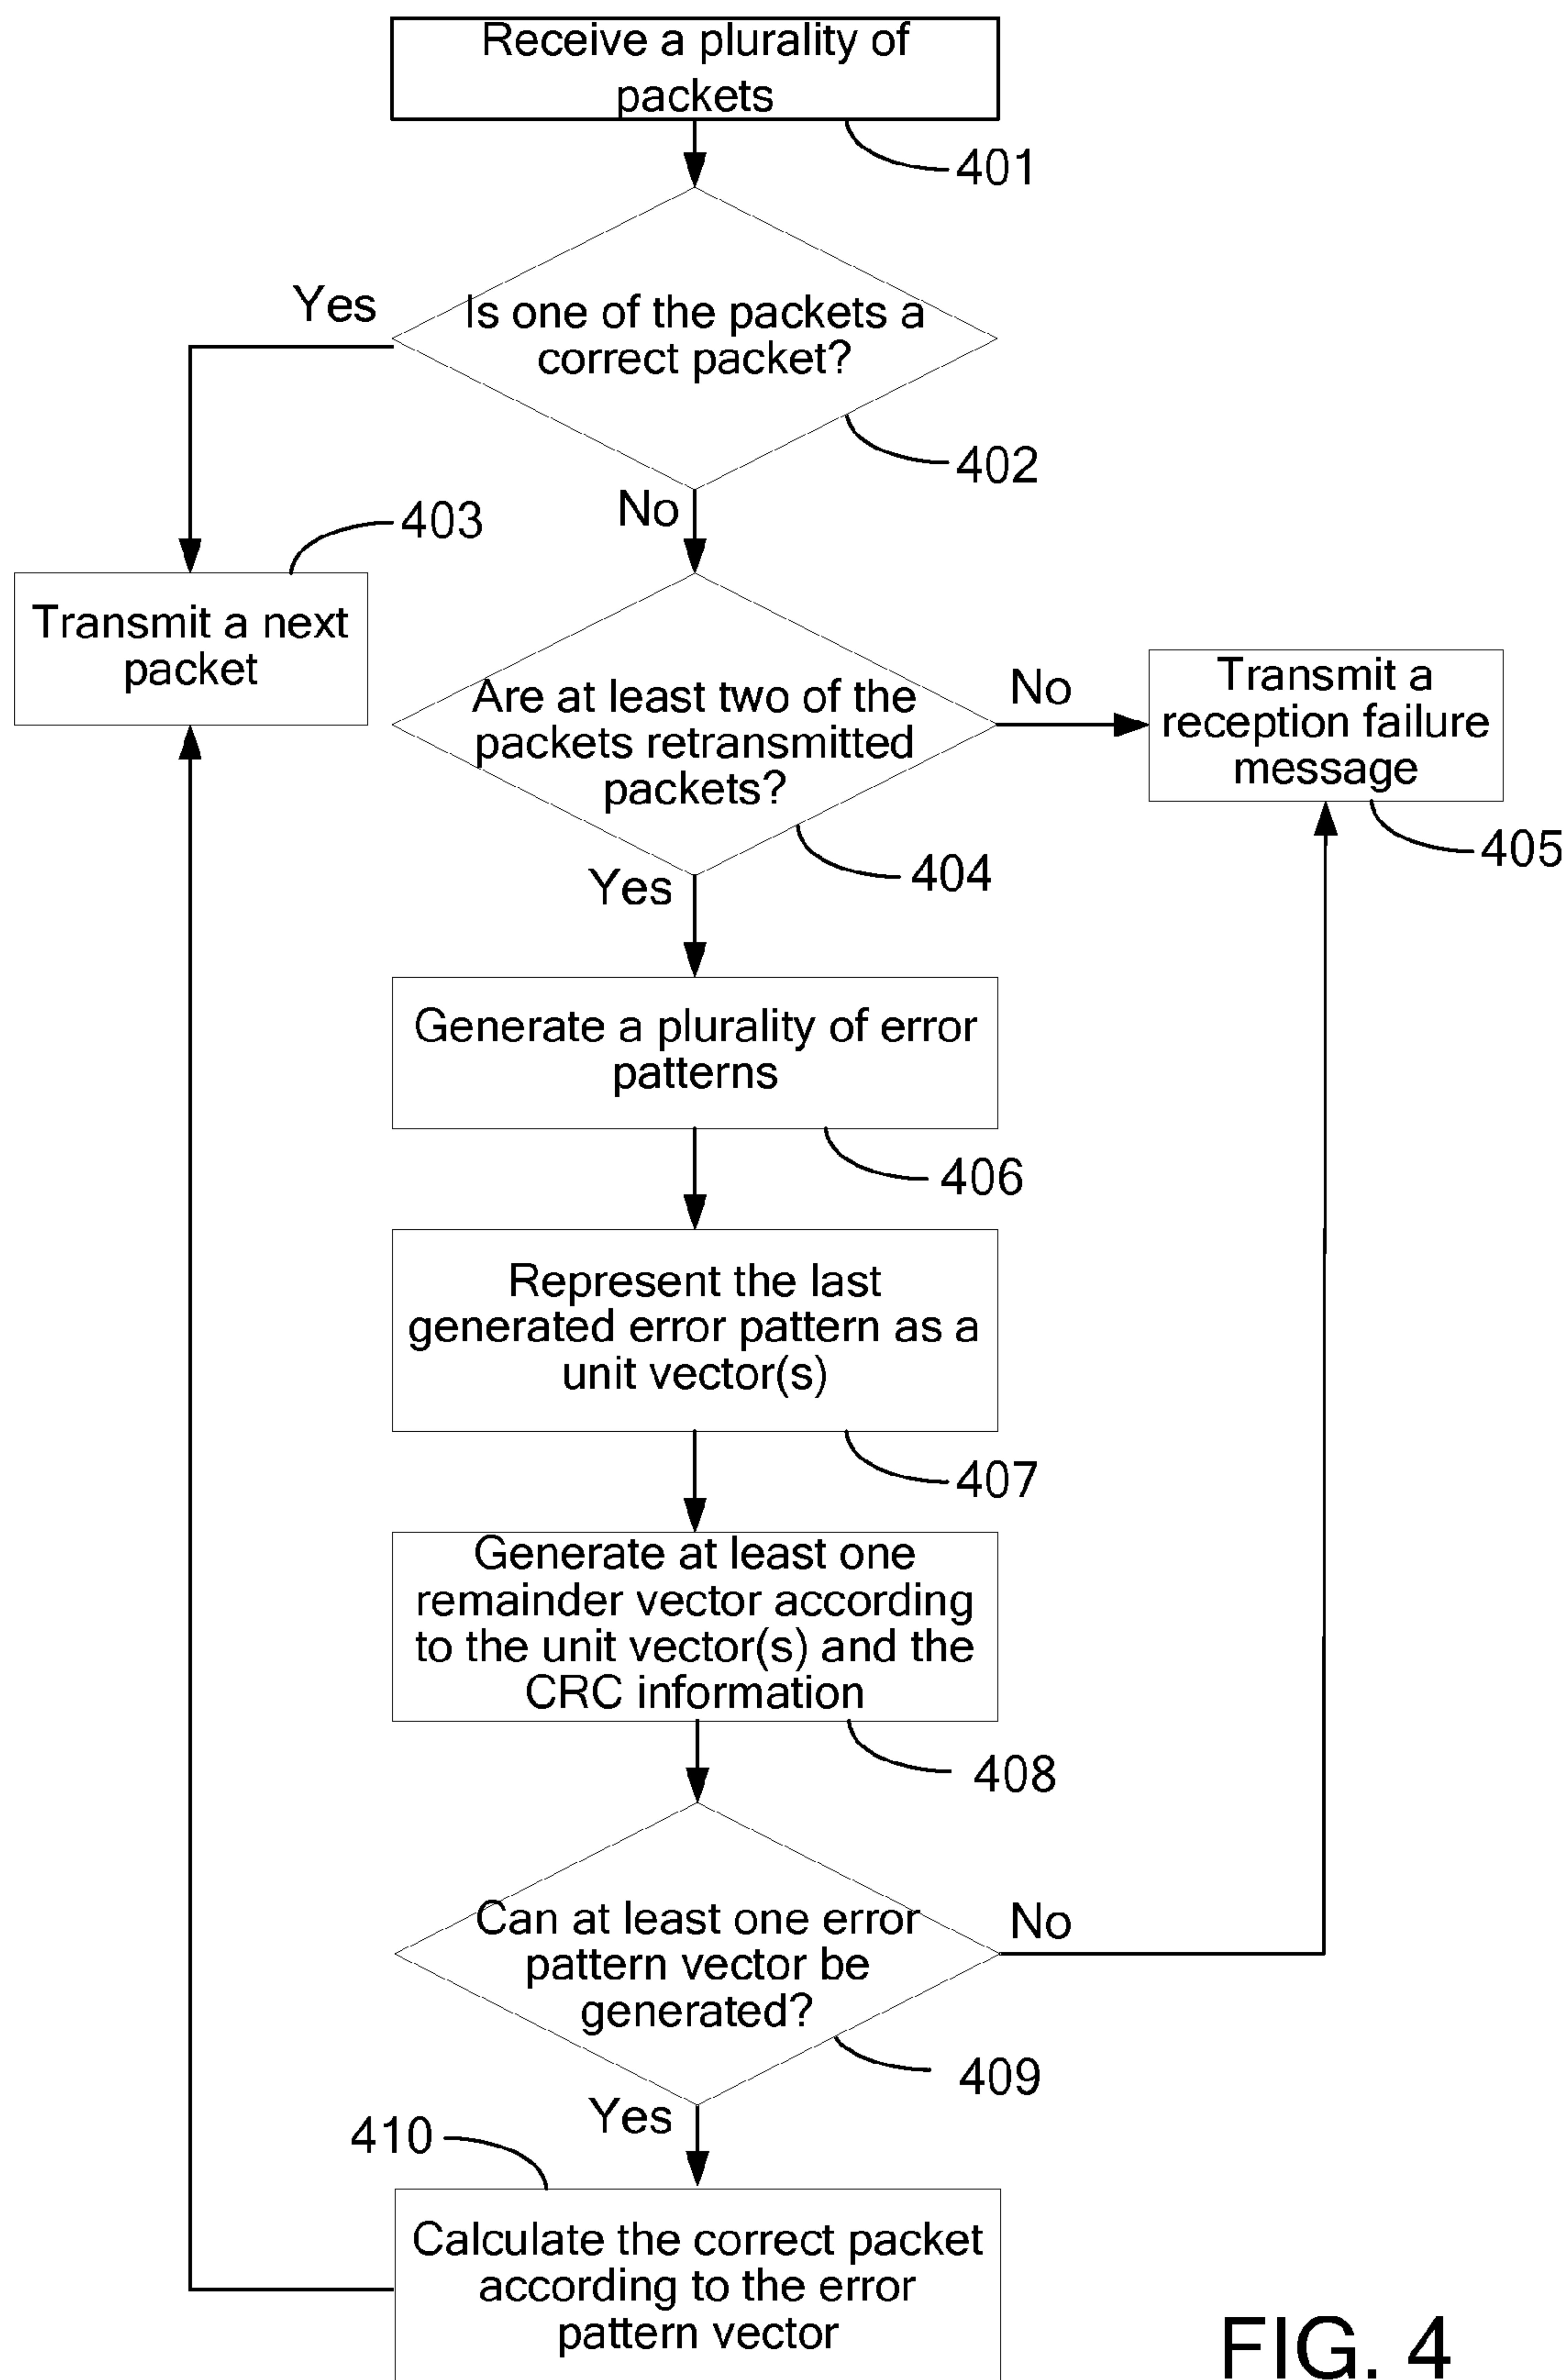 Receive a plurality of
packets
401
Yes
Is one of the packets a
correct packet?
402
No
403
Transmit a next
packet
Are at least two of the
packets retransmitted
packets?
No
Transmit a
reception failure
message
404
405
Yes
Generate a plurality of error
patterns
406
Represent the last
generated error pattern as a
unit vector(s)
407
Generate at least one
remainder vector according
to the unit vector(s) and the
CRC information
408
Can at least one error
pattern vector be
generated?
No
409
Yes
410
Calculate the correct packet
according to the error
pattern vector
FIG. 4